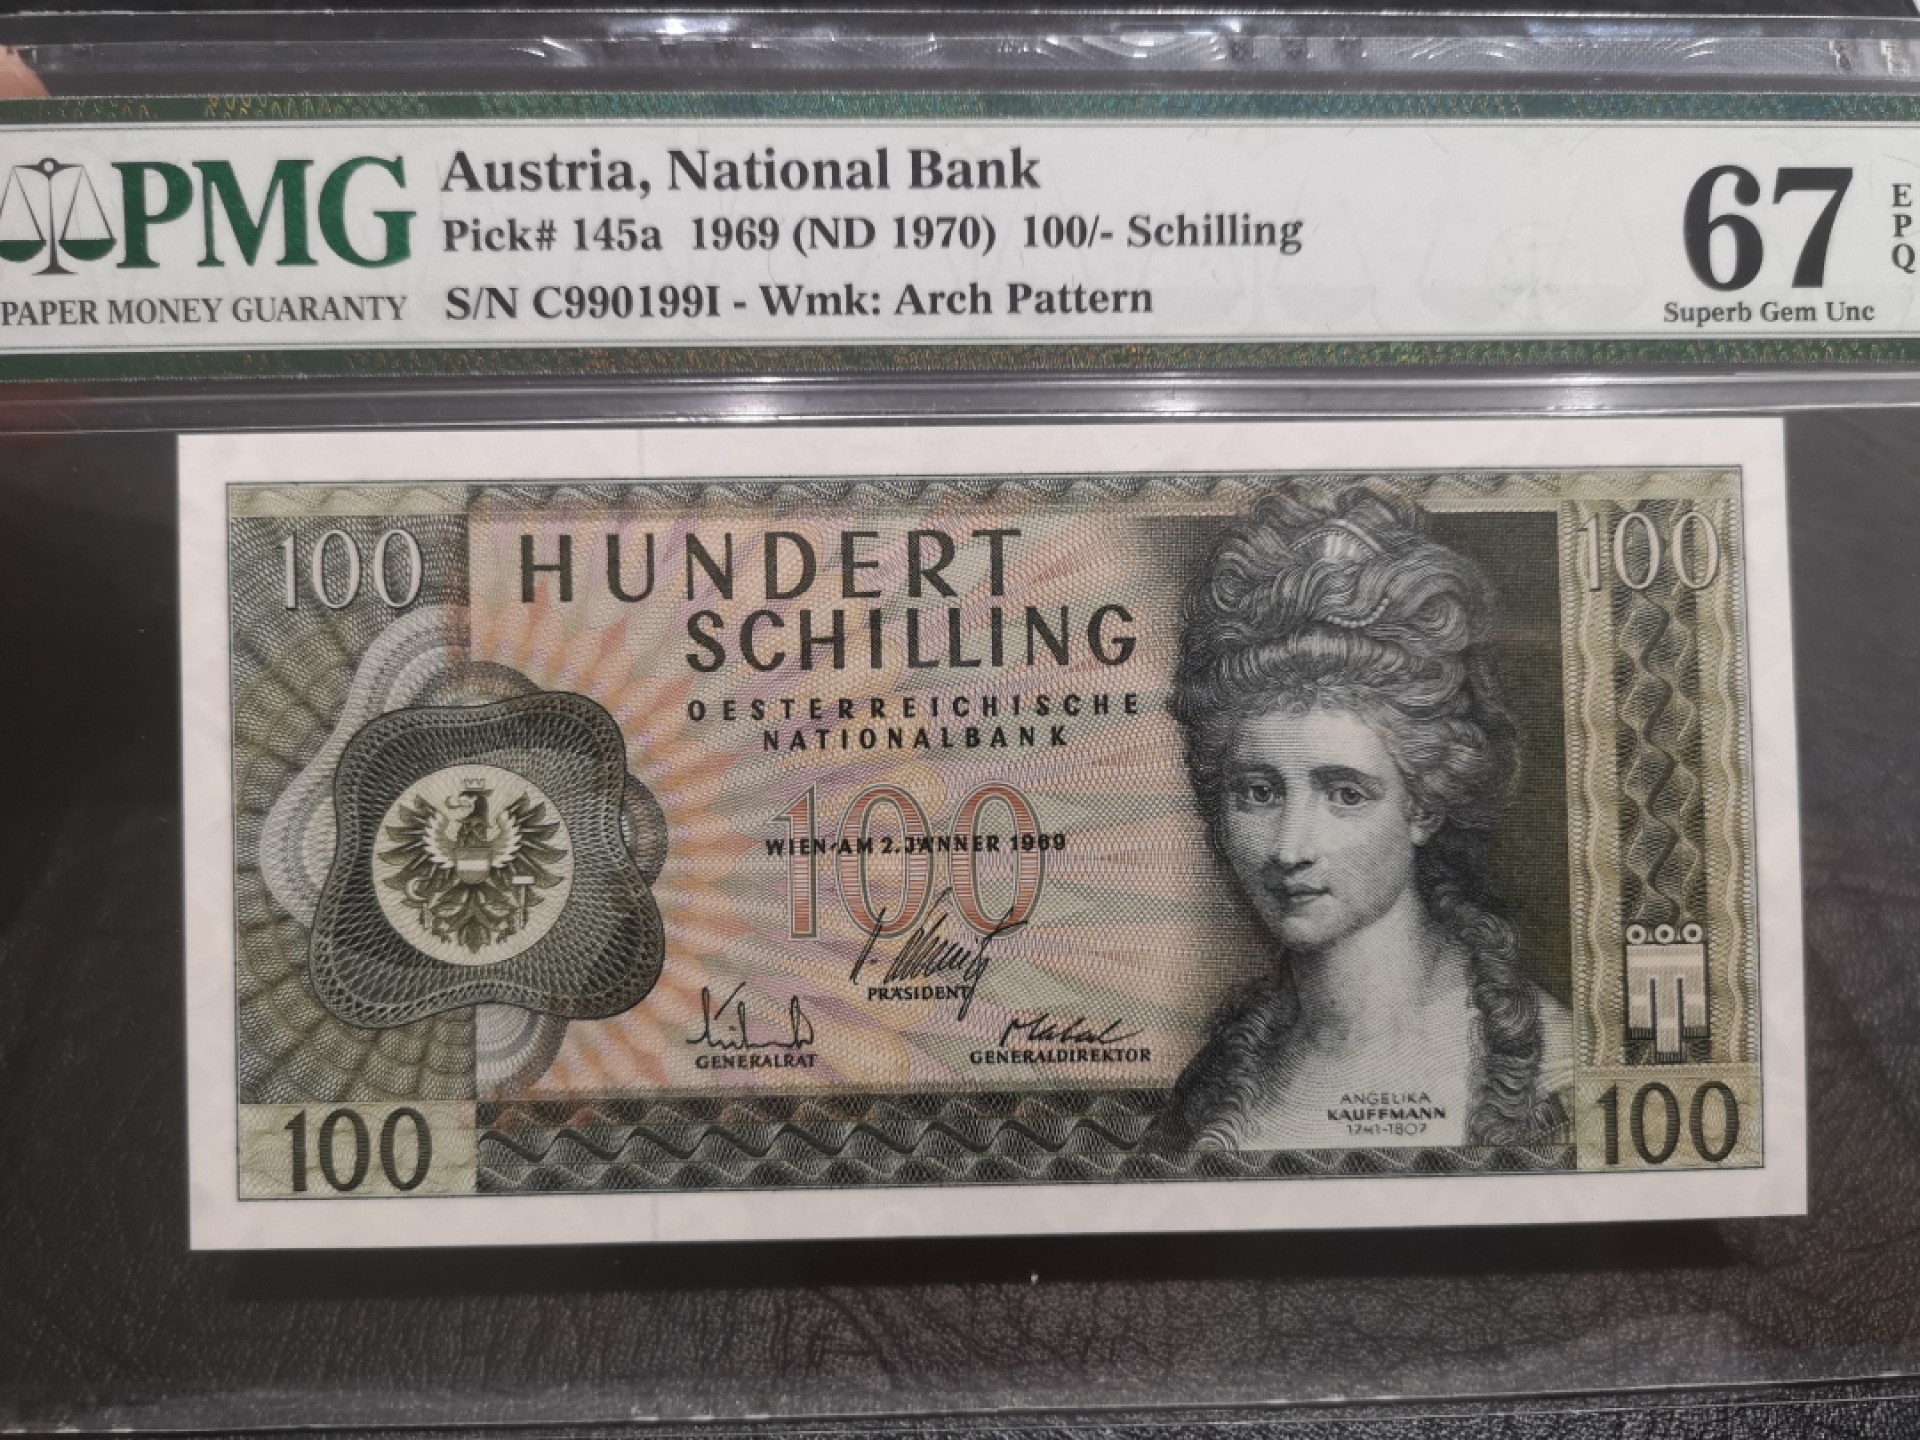 PMG
PAPER MONEY GUARANTY
Austria, National Bank
Pick# 145a 1969 (ND 1970) 100/- Schilling
S/N C990199I - Wmk: Arch Pattern
67
EPQ
Superb Gem Unc
100
HUNDERT
SCHILLING
100
OESTERREICHISCHE
NATIONALBANK
100
WIEN, AM 2. JÄNNER 1969
PRÄSIDENT
GENERALRAT
GENERALDIREKTOR
ANGELIKA
KAUFFMANN
1741-1807
100
100